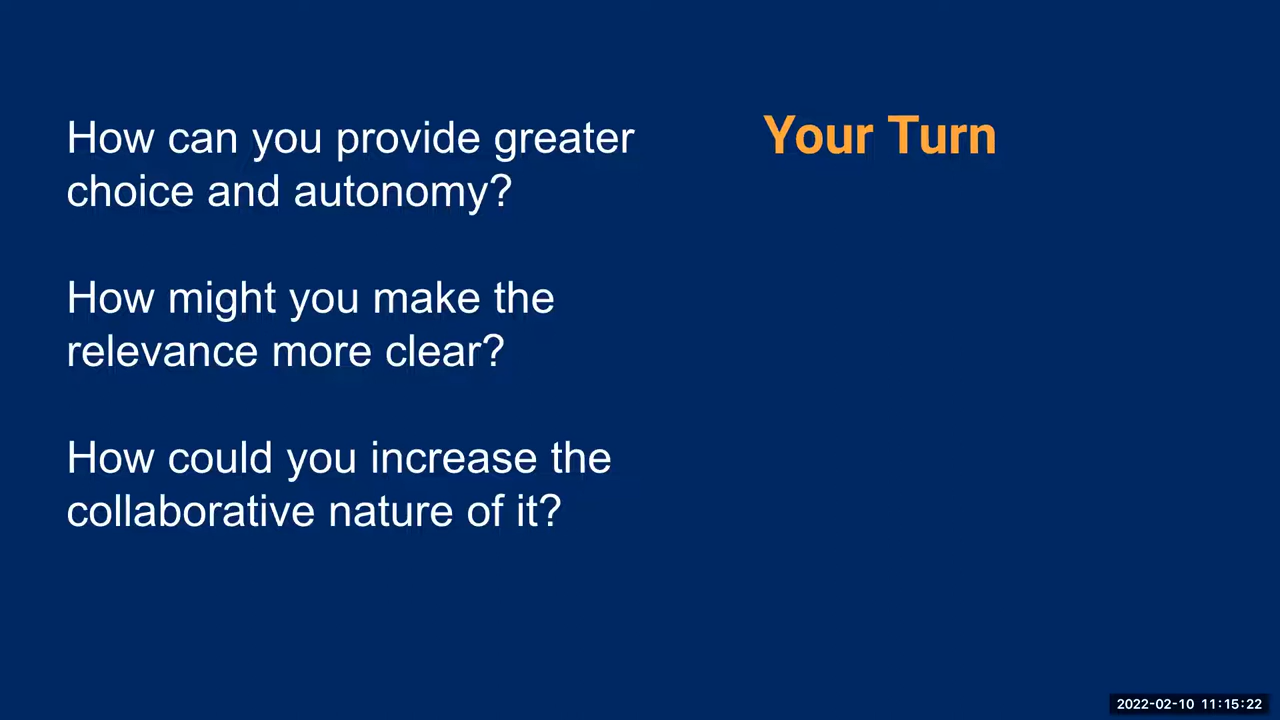 How can you provide greater
choice and autonomy?
How might you make the
relevance more clear?
How could you increase the
collaborative nature of it?
Your Turn
2022-02-10 11:15:22